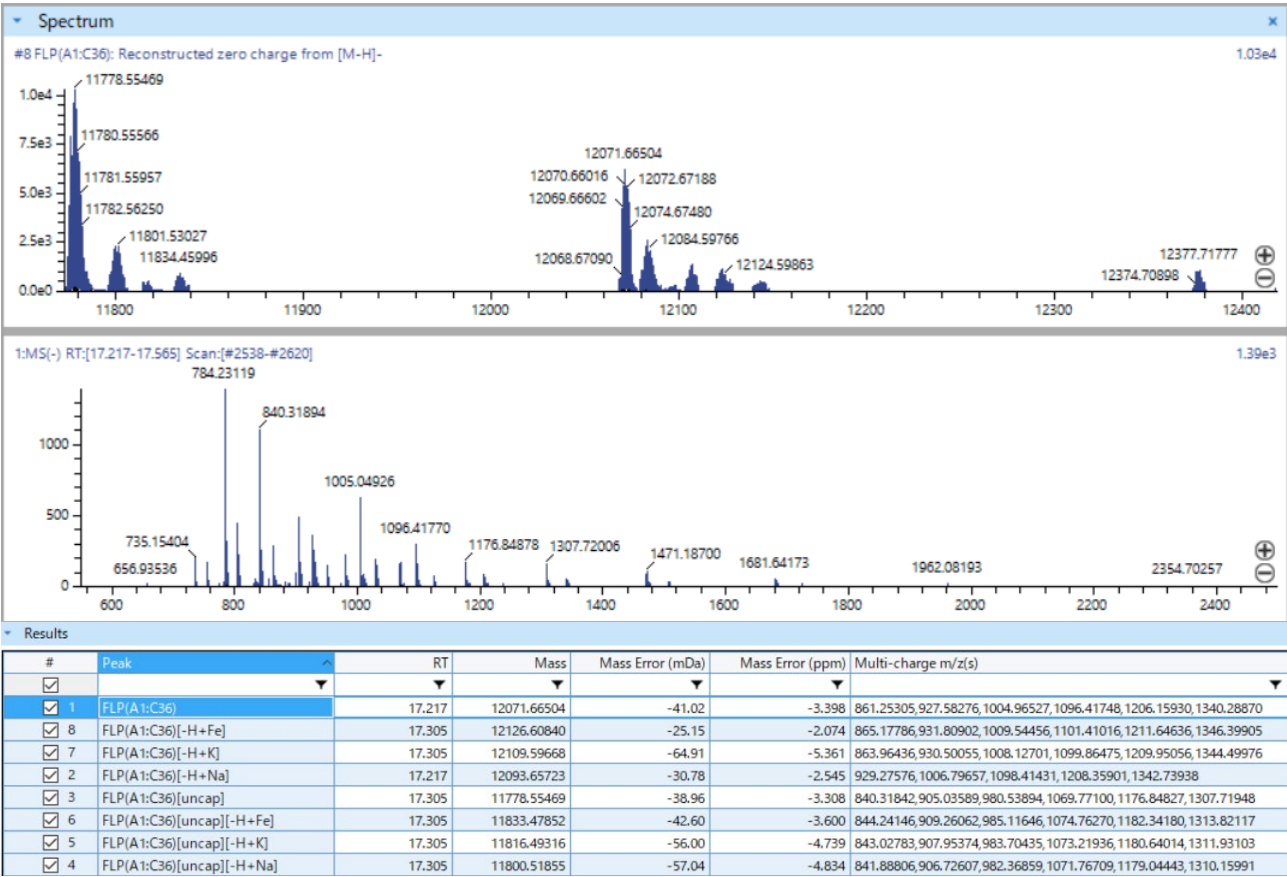 Spectrum
#8 FLP(A1:C36): Reconstructed zero charge from [M-H]-
1.03e4
11778.55469
1.0e4
7.5e3
11780.55566
12071.66504
11781.55957
12070.66016
12072.67188
5.0e3
12069.66602
11782.56250
12074.67480
2.5e3
11801.53027
12084.59766
11834.45996
12068.67090
12124.59863
12377.71777
12374.70898
0.0e0
11800 11900 12000 12100 12200 12300 12400
1:MS(-) RT:[17.217-17.565] Scan:[#2538-#2620]
1.39e3
784.23119
840.31894
1000
1005.04926
500
1096.41770
735.15404
1176.84878
1307.72006
656.93536
1471.18700
1681.64173
1962.08193
2354.70257
0
600 800 1000 1200 1400 1600 1800 2000 2200 2400
Results
# Peak RT Mass Mass Error (mDa) Mass Error (ppm) Multi-charge m/z(s)
1 FLP(A1:C36) 17.217 12071.66504 -41.02 -3.398 861.25305,927.58276,1004.96527,1096.41748,1206.15930,1340.28870
8 FLP(A1:C36)[-H+Fe] 17.305 12126.60840 -25.15 -2.074 865.17786,931.80902,1009.54456,1101.41016,1211.64636,1346.39905
7 FLP(A1:C36)[-H+K] 17.305 12109.59668 -64.91 -5.361 863.96436,930.50055,1008.12701,1099.86475,1209.95056,1344.49976
2 FLP(A1:C36)[-H+Na] 17.217 12093.65723 -30.78 -2.545 929.27576,1006.79657,1098.41431,1208.35901,1342.73938
3 FLP(A1:C36)[uncap] 17.305 11778.55469 -38.96 -3.308 840.31842,905.03589,980.53894,1069.77100,1176.84827,1307.71948
6 FLP(A1:C36)[uncap][-H+Fe] 17.305 11833.47852 -42.60 -3.600 844.24146,909.26062,985.11646,1074.76270,1182.34180,1313.82117
5 FLP(A1:C36)[uncap][-H+K] 17.305 11816.49316 -56.00 -4.739 843.02783,907.95374,983.70435,1073.21936,1180.64014,1311.93103
4 FLP(A1:C36)[uncap][-H+Na] 17.305 11800.51855 -57.04 -4.834 841.88806,906.72607,982.36859,1071.76709,1179.04443,1310.15991